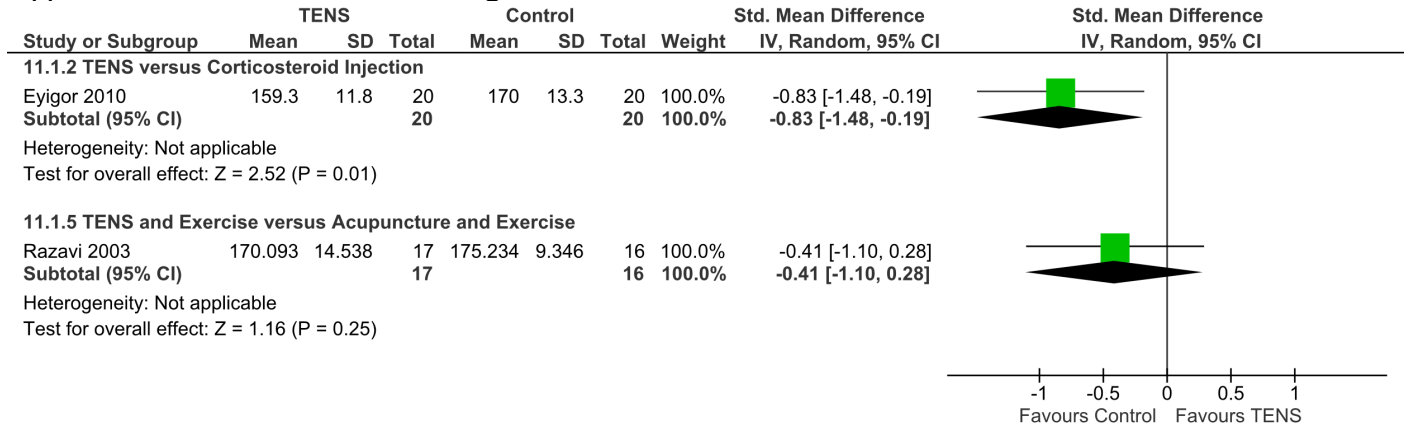 TENS Control Std. Mean Difference Std. Mean Difference
Study or Subgroup Mean SD Total Mean SD Total Weight IV, Random, 95% CI IV, Random, 95% CI
11.1.2 TENS versus Corticosteroid Injection
Eyigor 2010 159.3 11.8 20 170 13.3 20 100.0% -0.83 [-1.48, -0.19]
Subtotal (95% CI) 20 20 100.0% -0.83 [-1.48, -0.19]
Heterogeneity: Not applicable
Test for overall effect: Z = 2.52 (P = 0.01)
11.1.5 TENS and Exercise versus Acupuncture and Exercise
Razavi 2003 170.093 14.538 17 175.234 9.346 16 100.0% -0.41 [-1.10, 0.28]
Subtotal (95% CI) 17 16 100.0% -0.41 [-1.10, 0.28]
Heterogeneity: Not applicable
Test for overall effect: Z = 1.16 (P = 0.25)
-1 -0.5 0 0.5 1
Favours Control Favours TENS